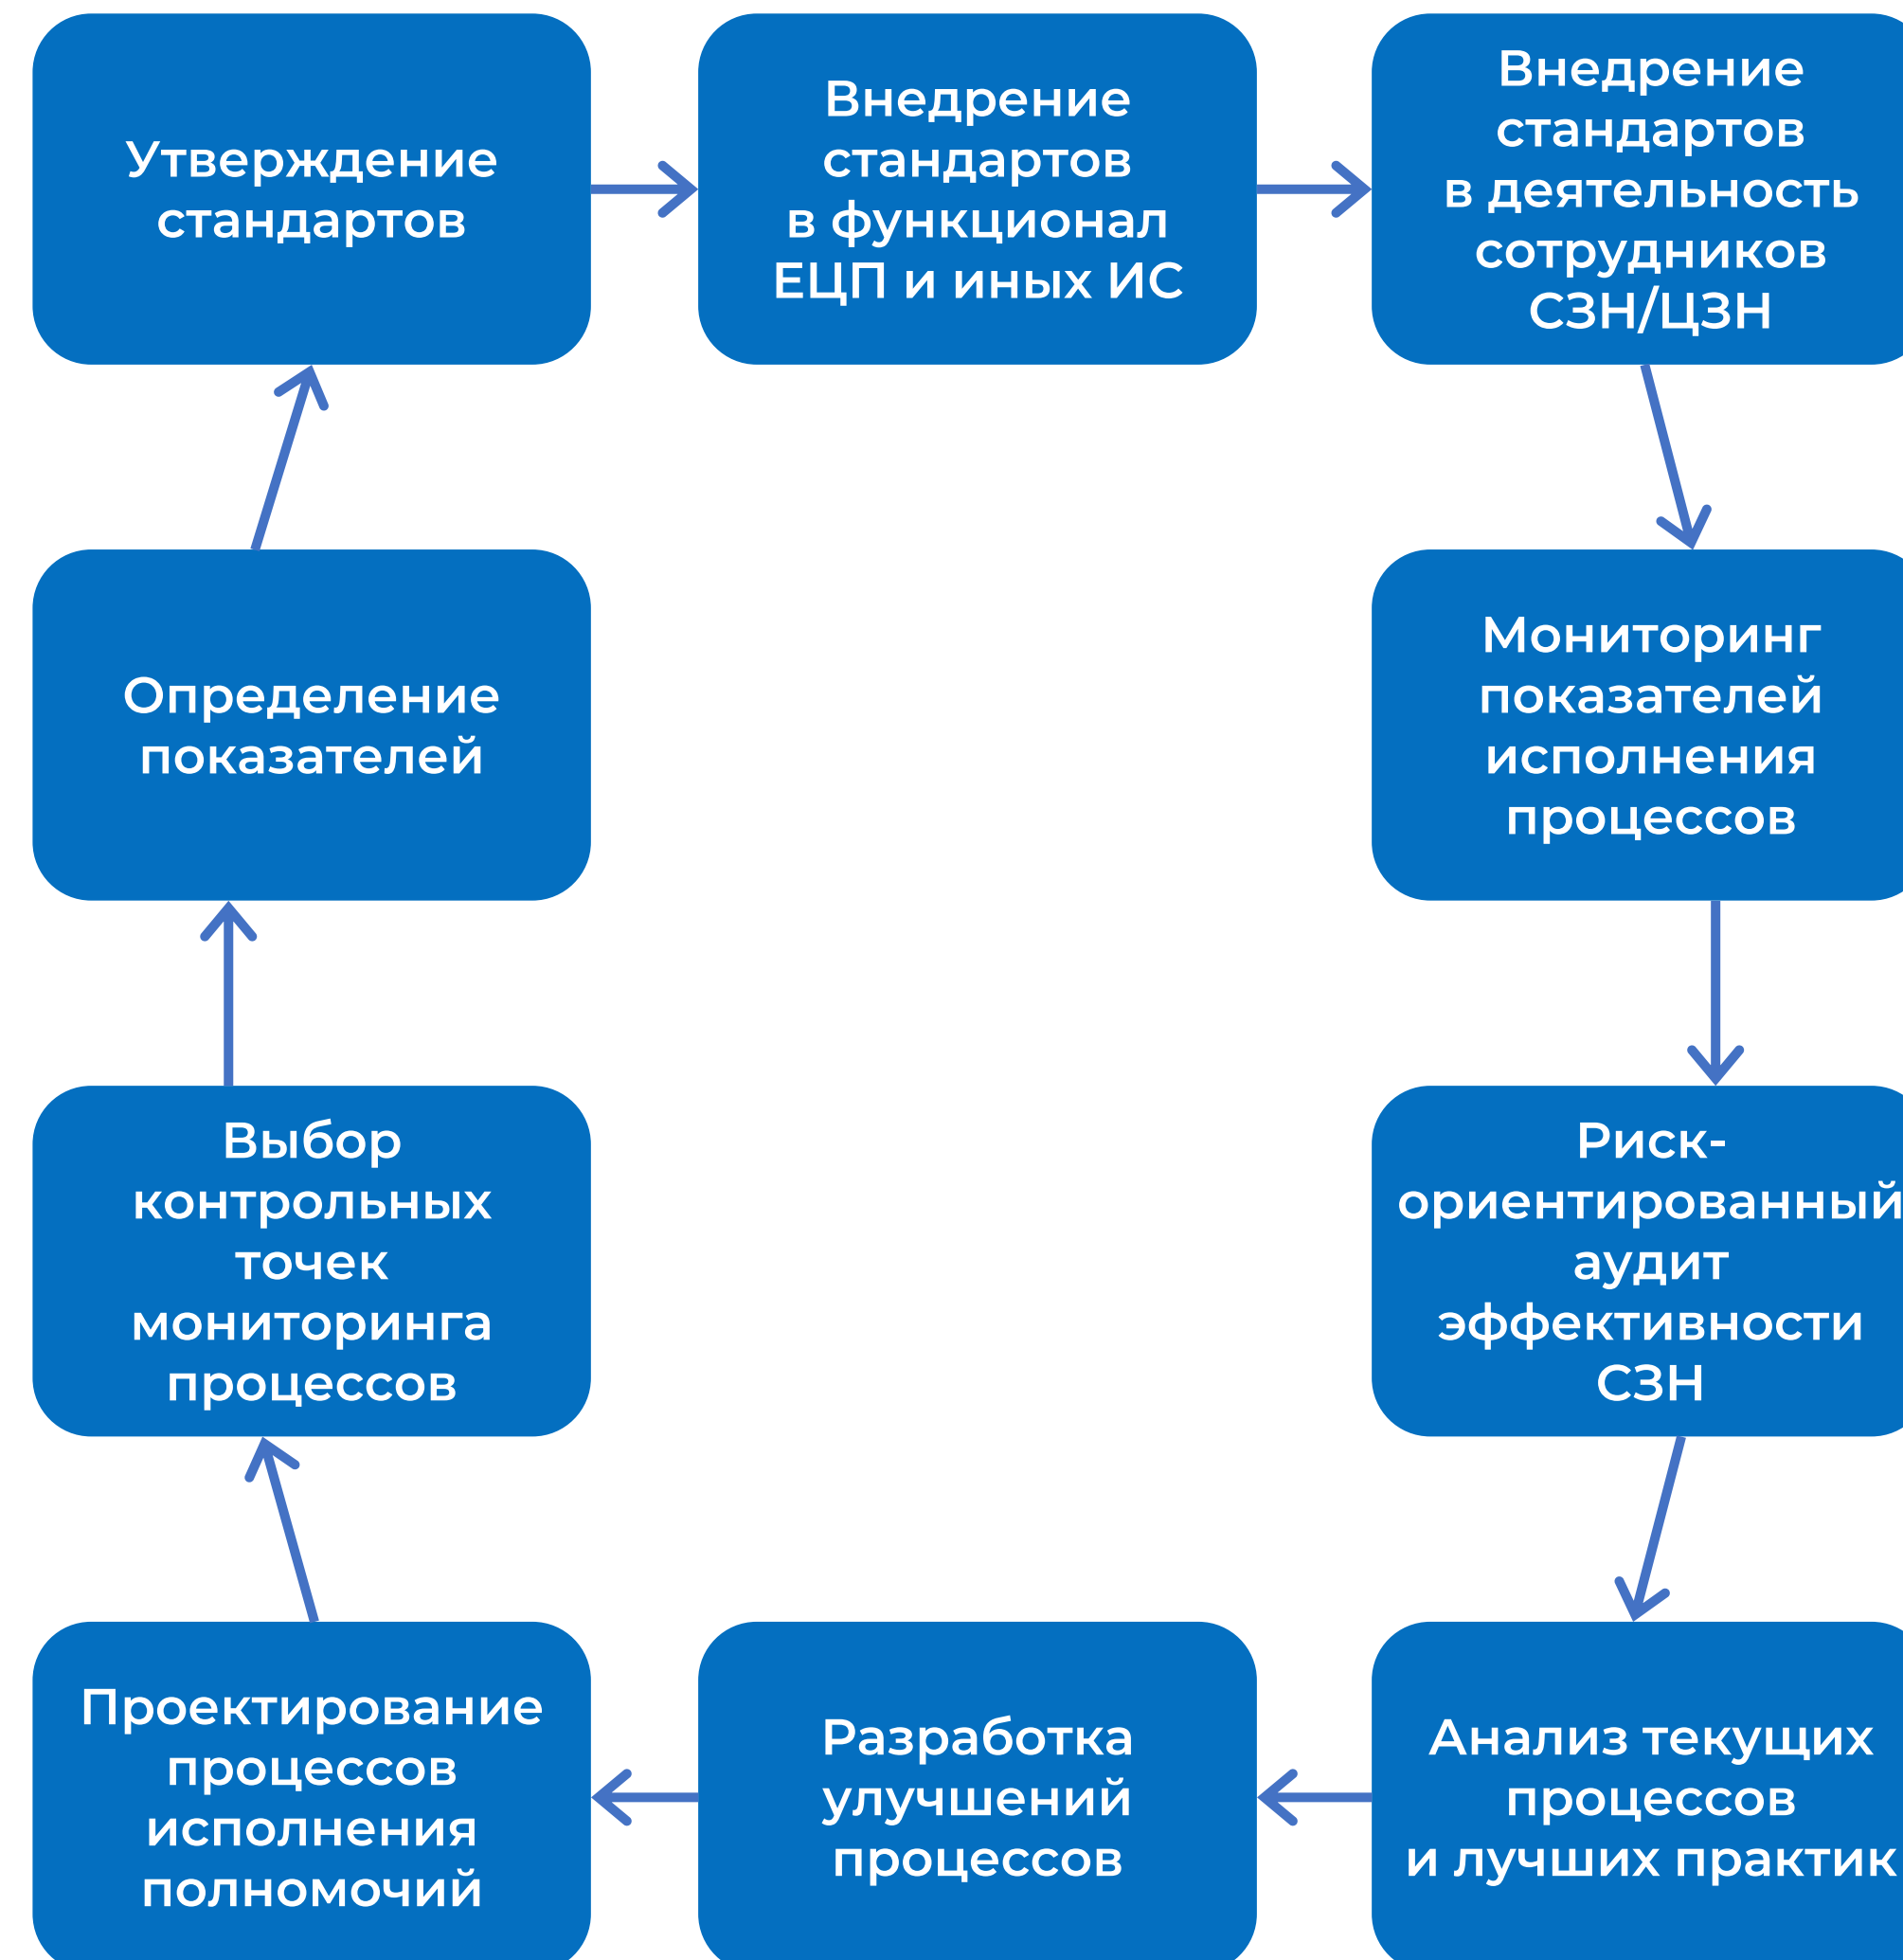 Утверждение
стандартов
Внедрение
стандартов
в функционал
ЕЦП и иных ИС
Внедрение
стандартов
в деятельность
сотрудников
СЗН/ЦЗН
Определение
показателей
Мониторинг
показателей
исполнения
процессов
Выбор
контрольных
точек
мониторинга
процессов
Риск-
ориентированный
аудит
эффективности
СЗН
Проектирование
процессов
исполнения
полномочий
Разработка
улучшений
процессов
Анализ текущих
процессов
и лучших практик